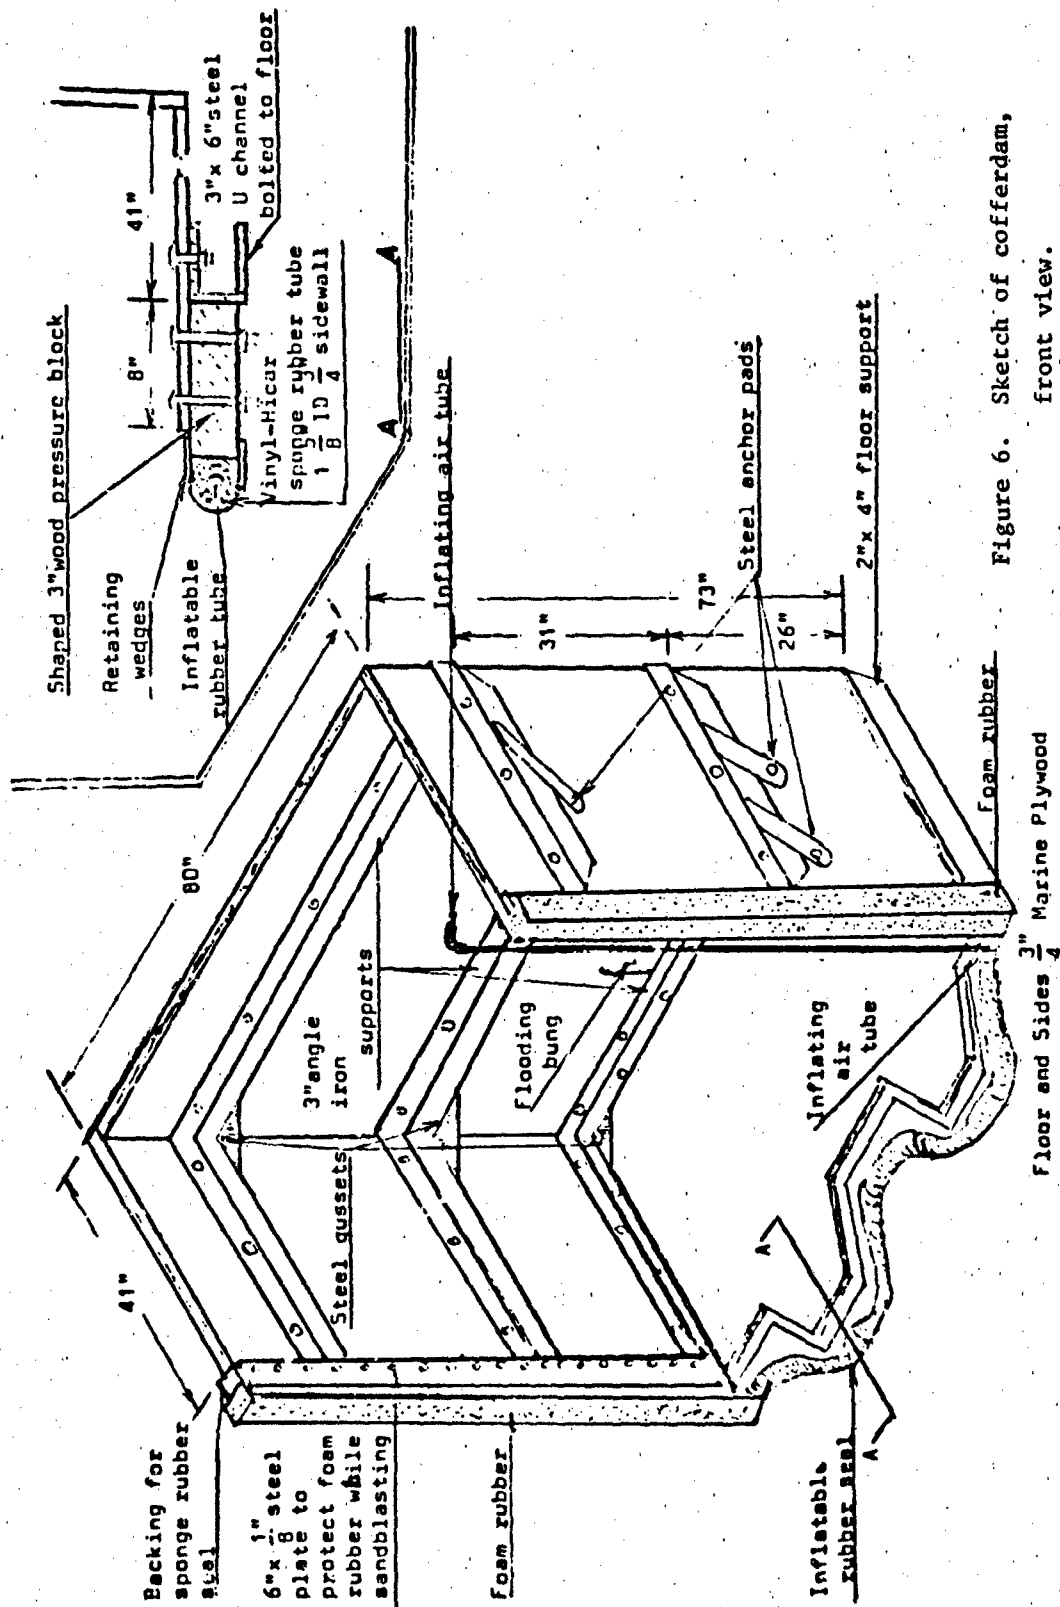 Shaped 3"wood pressure block
Retaining
wedges
Inflatable
rubber tube
8"
41"
3"x 6"steel
U channel
bolted to floor
Vinyl-Hicar
sponge rubber tube
1 5/8 ID 3/4 sidewall
A
A
41"
80"
Backing for
sponge rubber
seal
6"x 1/8" steel
plate to
protect foam
rubber while
sandblasting
Foam rubber
Inflatable
rubber seal
A
A
Steel gussets
3"angle
iron
supports
Flooding
bung
Inflating
air
tube
Inflating air tube
31"
73"
26"
Steel anchor pads
2"x 4" floor support
Foam rubber
Floor and Sides 3/4" Marine Plywood
Figure 6. Sketch of cofferdam,
front view.